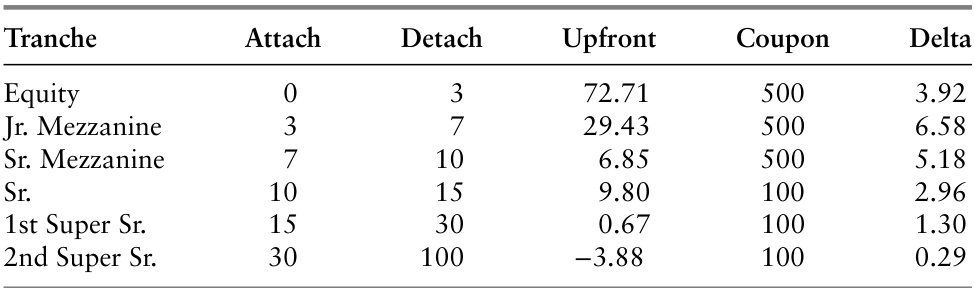 Tranche Attach Detach Upfront Coupon Delta
Equity 0 3 72.71 500 3.92
Jr. Mezzanine 3 7 29.43 500 6.58
Sr. Mezzanine 7 10 6.85 500 5.18
Sr. 10 15 9.80 100 2.96
1st Super Sr. 15 30 0.67 100 1.30
2nd Super Sr. 30 100 −3.88 100 0.29